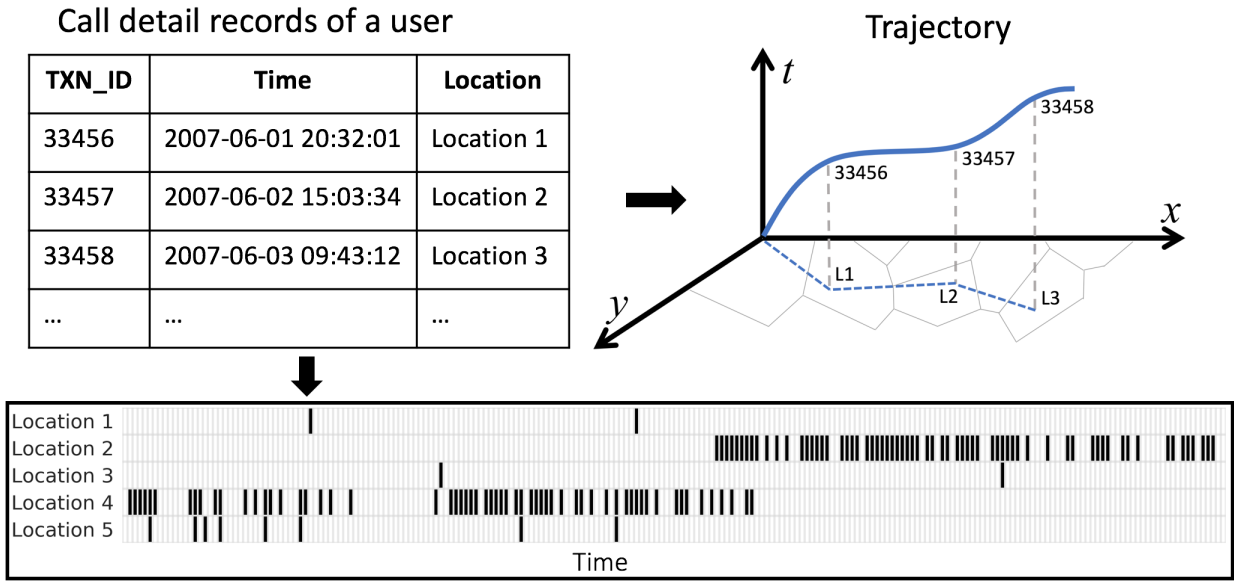 Call detail records of a user
TXN_ID Time Location
33456 2007-06-01 20:32:01 Location 1
33457 2007-06-02 15:03:34 Location 2
33458 2007-06-03 09:43:12 Location 3
... ... ...
Trajectory
t
33458
33456
33457
x
L1
L2
L3
y
Location 1
Location 2
Location 3
Location 4
Location 5
Time